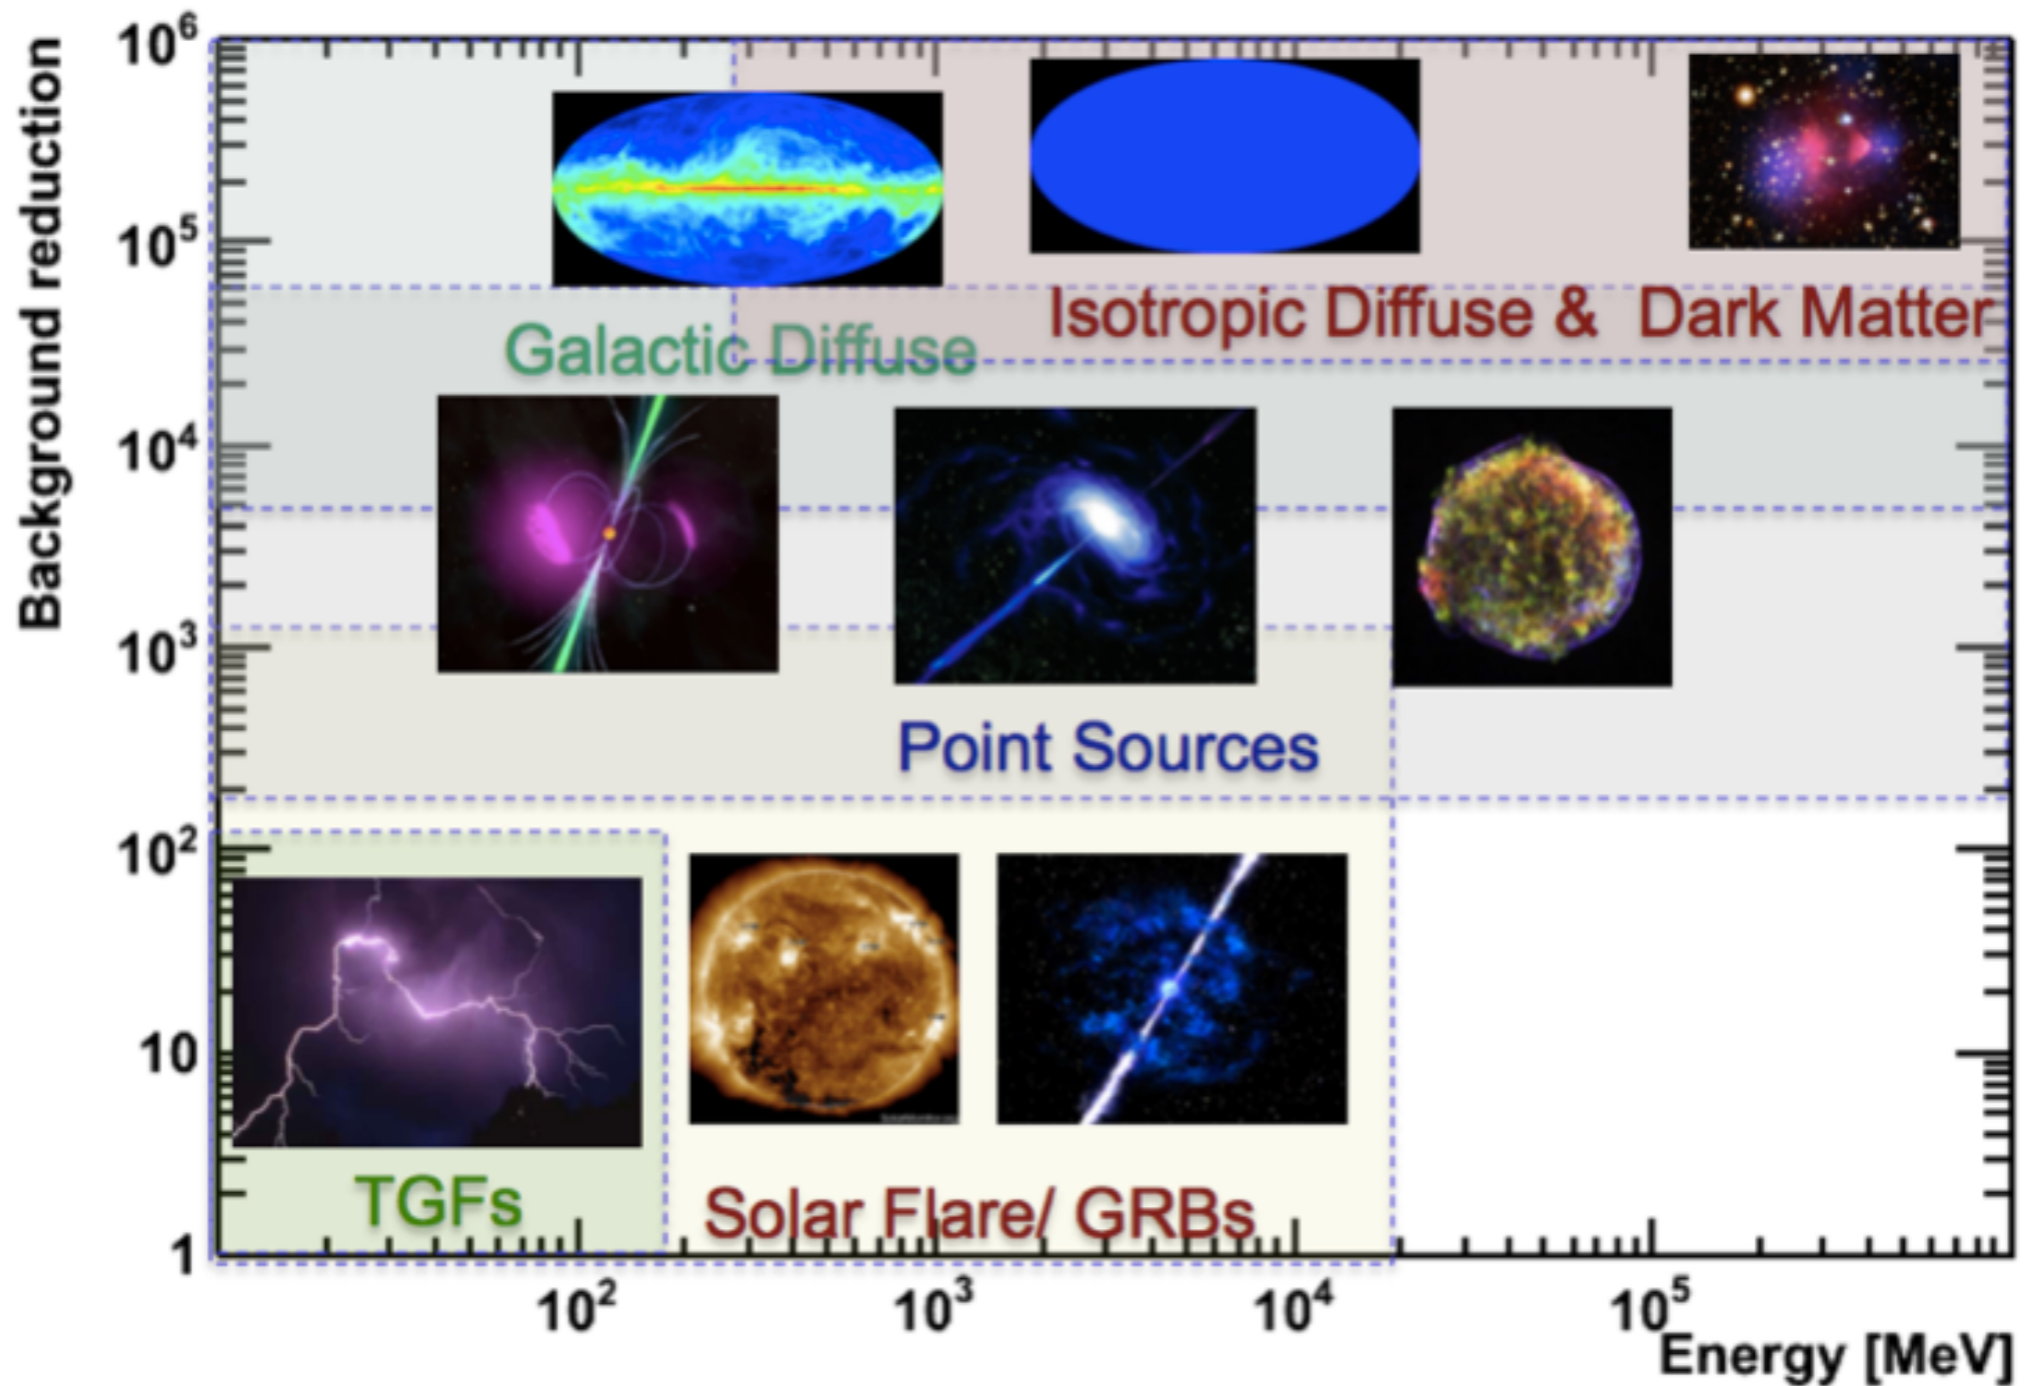 Background reduction
10⁶
10⁵
10⁴
10³
10²
10
1
Isotropic Diffuse & Dark Matter
Galactic Diffuse
Point Sources
TGFs
Solar Flare/ GRBs
10² 10³ 10⁴ 10⁵
Energy [MeV]